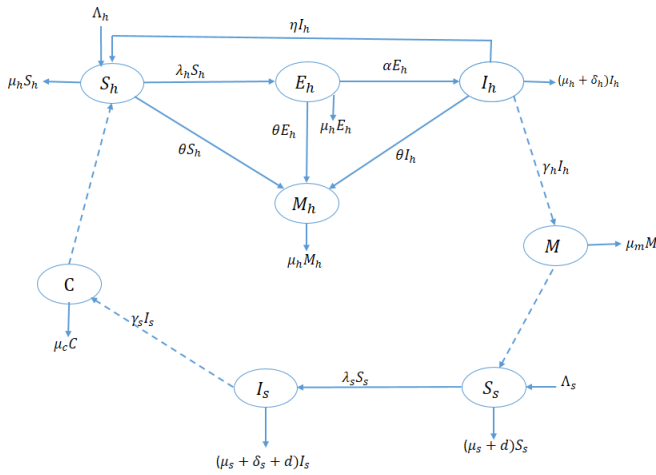 Λ_h
ηI_h
μ_hS_h
S_h
λ_hS_h
E_h
αE_h
I_h
(μ_h + δ_h)I_h
θS_h
θE_h
μ_hE_h
θI_h
γ_hI_h
M_h
M
μ_mM
μ_hM_h
C
μ_cC
γ_sI_s
I_s
λ_sS_s
S_s
Λ_s
(μ_s + δ_s + d)I_s
(μ_s + d)S_s